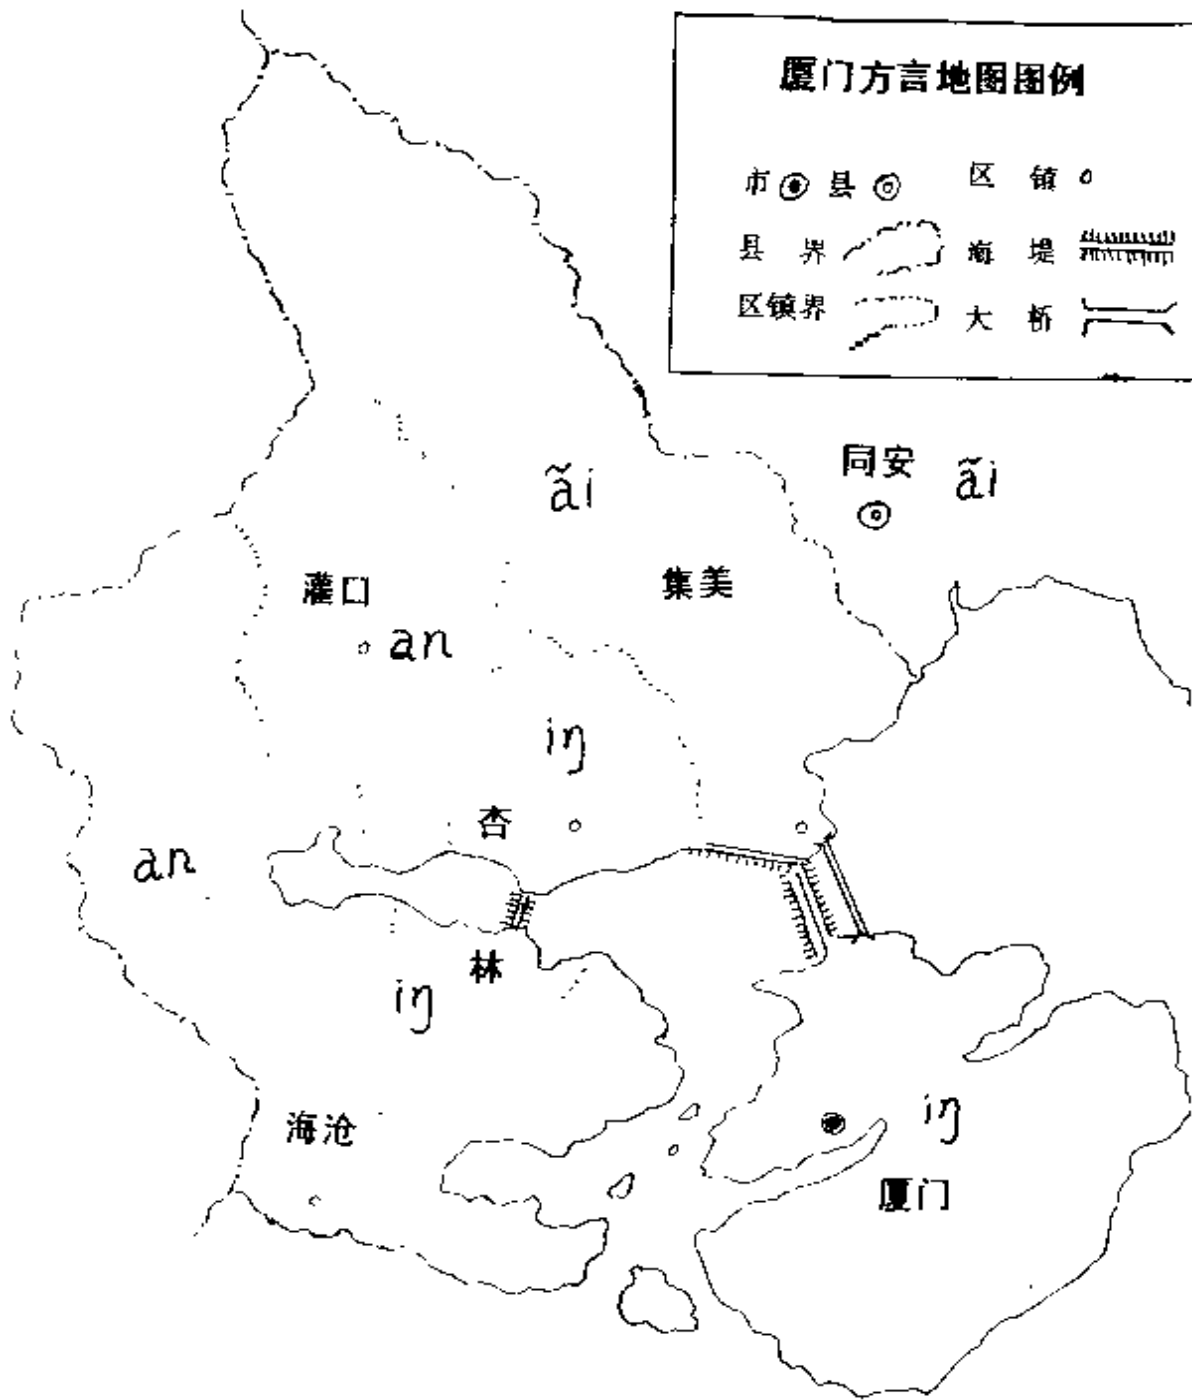 厦门方言地图图例
市 县 区镇
县界 海堤
区镇界 大桥
同安 ãi
ãi
灌口 集美
an
iŋ
杏
an
林
iŋ
海沧
iŋ
厦门